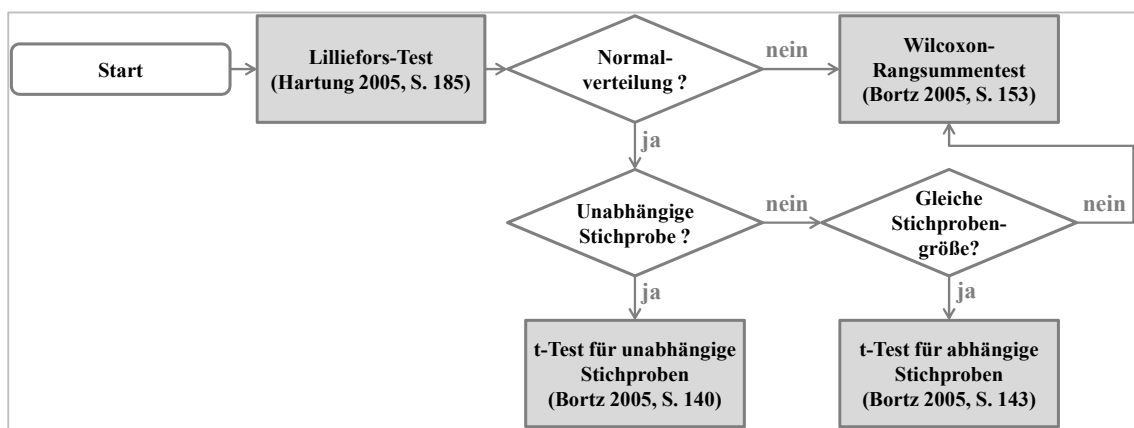 Start
Lilliefors-Test
(Hartung 2005, S. 185)
Normal-
verteilung ?
nein
Wilcoxon-
Rangsummentest
(Bortz 2005, S. 153)
ja
Unabhängige
Stichprobe ?
nein
Gleiche
Stichproben-
größe?
nein
ja
ja
t-Test für unabhängige
Stichproben
(Bortz 2005, S. 140)
t-Test für abhängige
Stichproben
(Bortz 2005, S. 143)